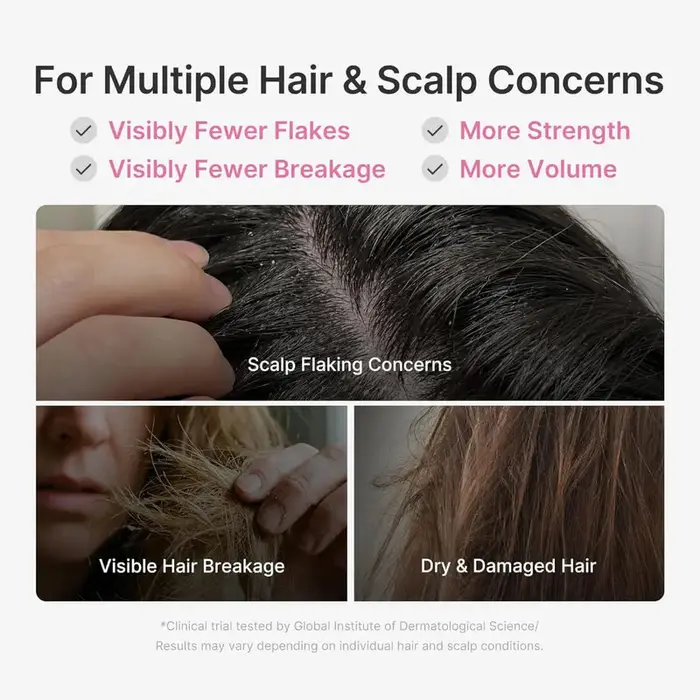 For Multiple Hair & Scalp Concerns
Visibly Fewer Flakes
More Strength
Visibly Fewer Breakage
More Volume
Scalp Flaking Concerns
Visible Hair Breakage
Dry & Damaged Hair
*Clinical trial tested by Global Institute of Dermatological Science/
Results may vary depending on individual hair and scalp conditions.